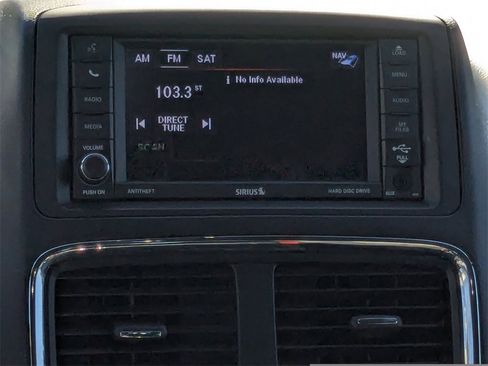 AM FM SAT NAV
i No Info Available
103.3 ST
DIRECT
TUNE
SCAN
RADIO
MEDIA
VOLUME
PUSH ON
ANTITHEFT
SIRIUS
HARD DISC DRIVE
LOAD
MENU
AUDIO
MY
FILES
PULL